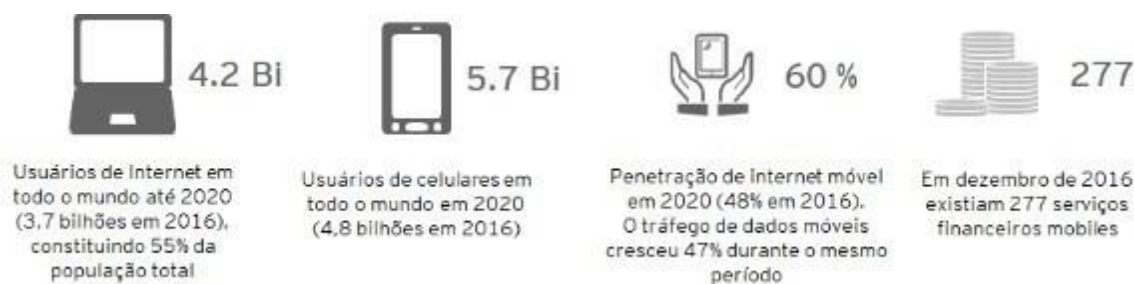 4.2 Bi
Usuários de Internet em
todo o mundo até 2020
(3.7 bilhões em 2016),
constituindo 55% da
população total
5.7 Bi
Usuários de celulares em
todo o mundo em 2020
(4,8 bilhões em 2016)
60 %
Penetração de internet móvel
em 2020 (48% em 2016).
O tráfego de dados móveis
cresceu 47% durante o mesmo
período
277
Em dezembro de 2016
existiam 277 serviços
financeiros mobiles